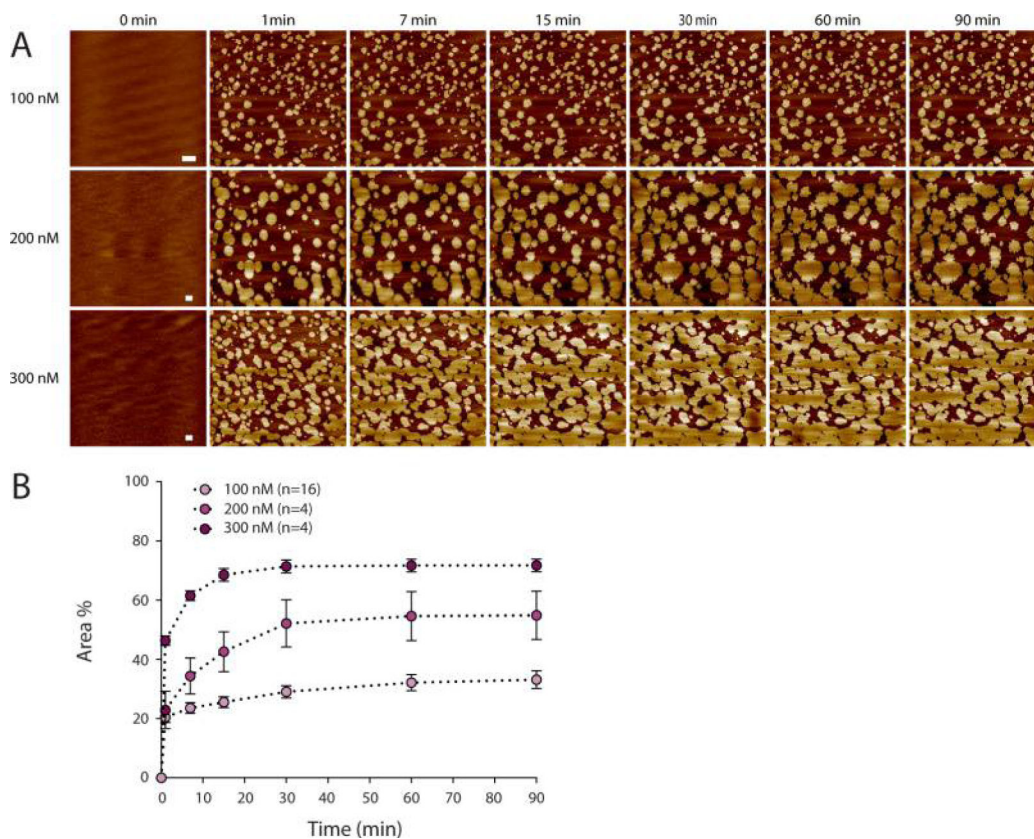 A
0 min 1min 7 min 15 min 30 min 60 min 90 min
100 nM
200 nM
300 nM
B
100 nM (n=16)
200 nM (n=4)
300 nM (n=4)
100
80
60
40
20
0
Area %
0 10 20 30 40 50 60 70 80 90
Time (min)